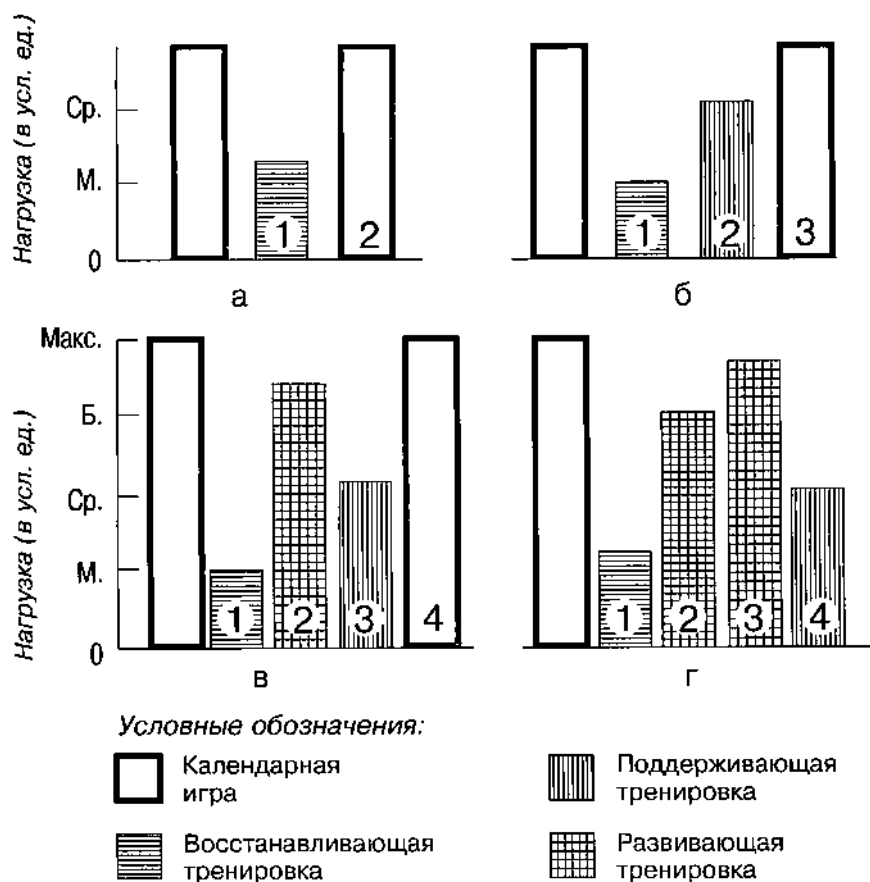 Нагрузка (в усл. ед.)
Ср.
М.
0
1
2
а
1
2
3
б
Нагрузка (в усл. ед.)
Макс.
Б.
Ср.
М.
0
1
2
3
4
в
1
2
3
4
г
Условные обозначения:
Календарная
игра
Восстанавливающая
тренировка
Поддерживающая
тренировка
Развивающая
тренировка